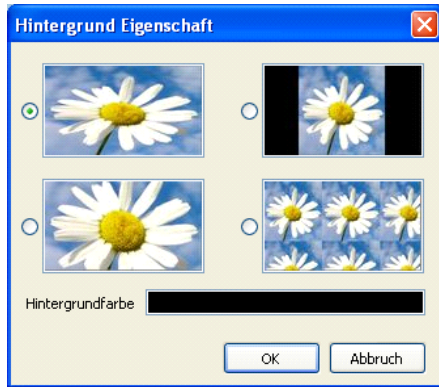 Hintergrund Eigenschaft
Hintergrundfarbe
OK
Abbruch